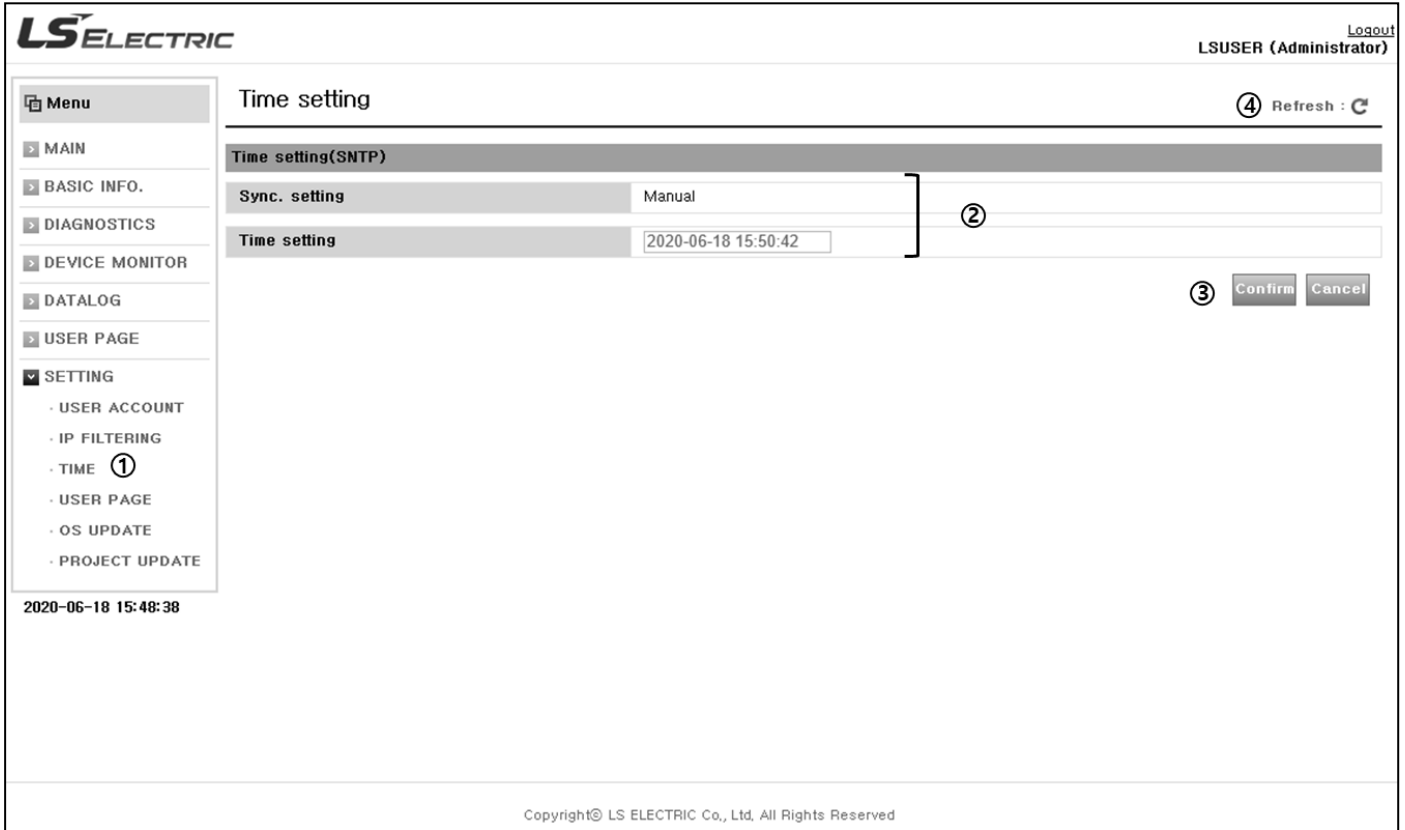 LS ELECTRIC
Logout
LSUSER (Administrator)
Menu
MAIN
BASIC INFO.
DIAGNOSTICS
DEVICE MONITOR
DATALOG
USER PAGE
SETTING
· USER ACCOUNT
· IP FILTERING
· TIME ①
· USER PAGE
· OS UPDATE
· PROJECT UPDATE
2020-06-18 15:48:38
Time setting
④ Refresh :
Time setting(SNTP)
Sync. setting Manual
②
Time setting 2020-06-18 15:50:42
③ Confirm Cancel
Copyright© LS ELECTRIC Co,, Ltd, All Rights Reserved